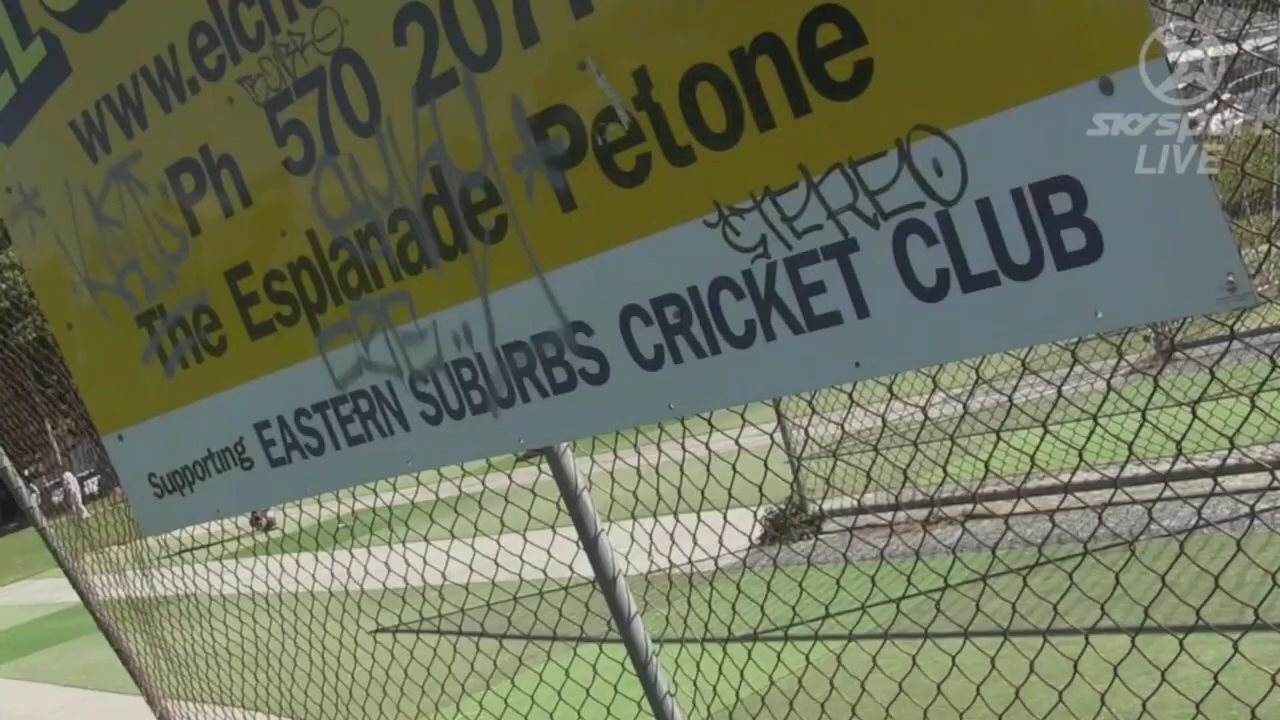 www.elch
Ph 570 207
The Esplanade Petone
STEREO
Supporting EASTERN SUBURBS CRICKET CLUB
SKY sport
LIVE